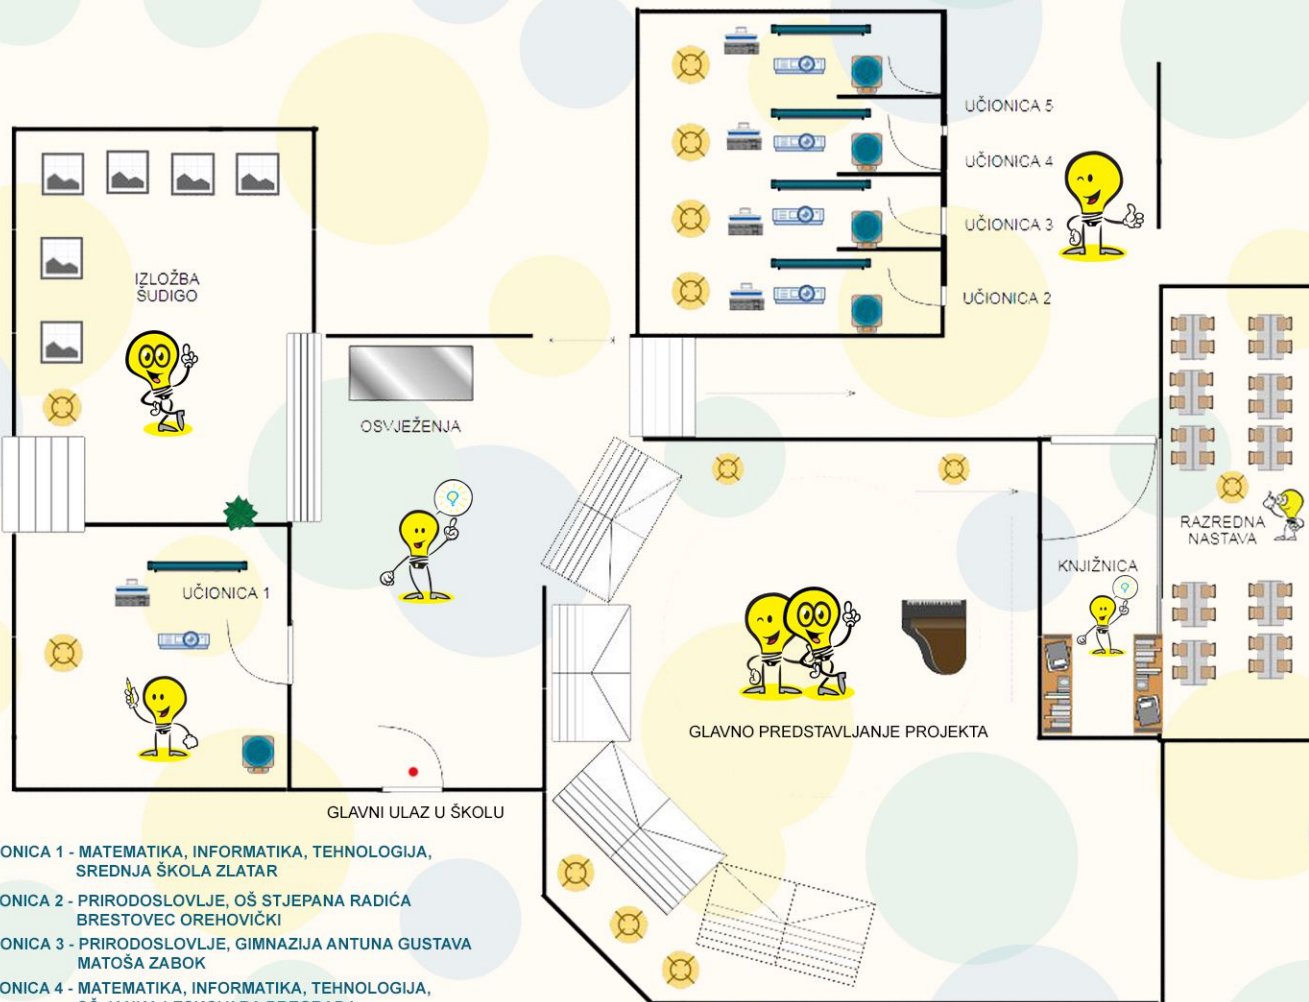 UČIONICA 5
UČIONICA 4
UČIONICA 3
UČIONICA 2
IZLOŽBA
ŠUDIGO
OSVJEŽENJA
RAZREDNA
NASTAVA
KNJIŽNICA
UČIONICA 1
GLAVNO PREDSTAVLJANJE PROJEKTA
GLAVNI ULAZ U ŠKOLU
ONICA 1 - MATEMATIKA, INFORMATIKA, TEHNOLOGIJA,
SREDNJA ŠKOLA ZLATAR
ONICA 2 - PRIRODOSLOVLJE, OŠ STJEPANA RADIĆA
BRESTOVEC OREHOVIČKI
ONICA 3 - PRIRODOSLOVLJE, GIMNAZIJA ANTUNA GUSTAVA
MATOŠA ZABOK
ONICA 4 - MATEMATIKA, INFORMATIKA, TEHNOLOGIJA,